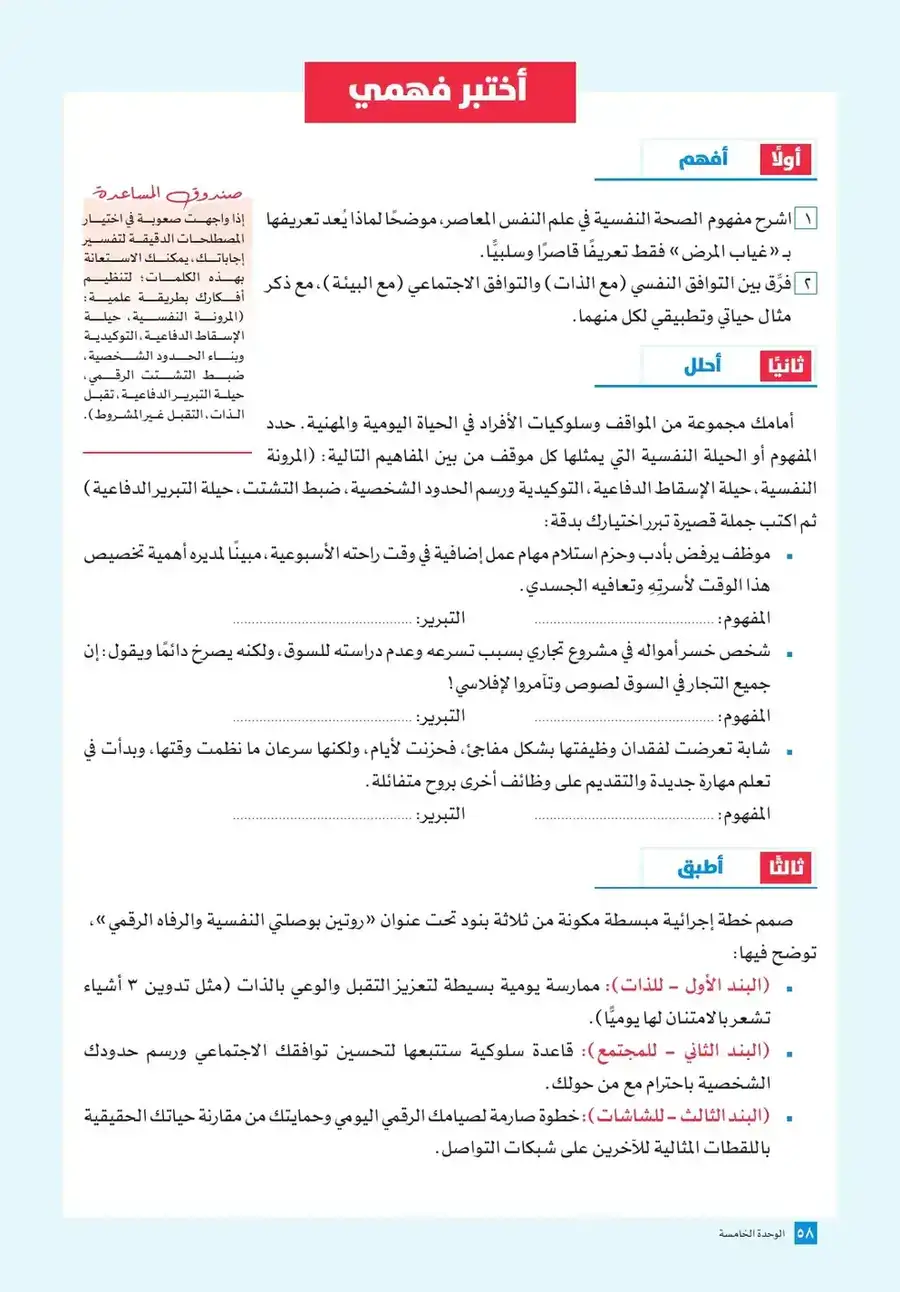 أختبر فهمي
أولًا
أفهم
١ اشرح مفهوم الصحة النفسية في علم النفس المعاصر، موضحًا لماذا يُعد تعريفها
بـ «غياب المرض» فقط تعريفًا قاصرًا وسلبيًّا.
٢ فرَّق بين التوافق النفسي (مع الذات) والتوافق الاجتماعي (مع البيئة)، مع ذكر
مثال حياتي وتطبيقي لكل منهما.
صندوق المساعدة
إذا واجهت صعوبة في اختيار
المصطلحات الدقيقة لتفسير
إجاباتك، يمكنك الاستعانة
بهذه الكلمات؛ لتنظيم
أفكارك بطريقة علمية:
(المرونة النفسية، حيلة
الإسقاط الدفاعية، التوكيدية
وبناء الحدود الشخصية،
ضبط التشتت الرقمي،
حيلة التبرير الدفاعية، تقبل
الذات، التقبل غير المشروط).
ثانيًا
أحلل
أمامك مجموعة من المواقف وسلوكيات الأفراد في الحياة اليومية والمهنية. حدد
المفهوم أو الحيلة النفسية التي يمثلها كل موقف من بين المفاهيم التالية: (المرونة
النفسية، حيلة الإسقاط الدفاعية، التوكيدية ورسم الحدود الشخصية، ضبط التشتت، حيلة التبرير الدفاعية)
ثم اكتب جملة قصيرة تبرر اختيارك بدقة:
▪ موظف يرفض بأدب وحزم استلام مهام عمل إضافية في وقت راحته الأسبوعية، مبينًا لمديره أهمية تخصيص
هذا الوقت لأسرتِهِ وتعافيه الجسدي.
المفهوم: ............................................ التبرير: ............................................
▪ شخص خسر أمواله في مشروع تجاري بسبب تسرعه وعدم دراسته للسوق، ولكنه يصرخ دائمًا ويقول: إن
جميع التجار في السوق لصوص وتآمروا لإفلاسي!
المفهوم: ............................................ التبرير: ............................................
▪ شابة تعرضت لفقدان وظيفتها بشكل مفاجئ، فحزنت لأيام، ولكنها سرعان ما نظمت وقتها، وبدأت في
تعلم مهارة جديدة والتقديم على وظائف أخرى بروح متفائلة.
المفهوم: ............................................ التبرير: ............................................
ثالثًا
أطبق
صمم خطة إجرائية مبسطة مكونة من ثلاثة بنود تحت عنوان «روتين بوصلتي النفسية والرفاه الرقمي»،
توضح فيها:
▪ (البند الأول – للذات): ممارسة يومية بسيطة لتعزيز التقبل والوعي بالذات (مثل تدوين ٣ أشياء
تشعر بالامتنان لها يوميًّا).
▪ (البند الثاني – للمجتمع): قاعدة سلوكية ستتبعها لتحسين توافقك الاجتماعي ورسم حدودك
الشخصية باحترام مع من حولك.
▪ (البند الثالث – للشاشات): خطوة صارمة لصيامك الرقمي اليومي وحمايتك من مقارنة حياتك الحقيقية
باللقطات المثالية للآخرين على شبكات التواصل.
٥٨ الوحدة الخامسة